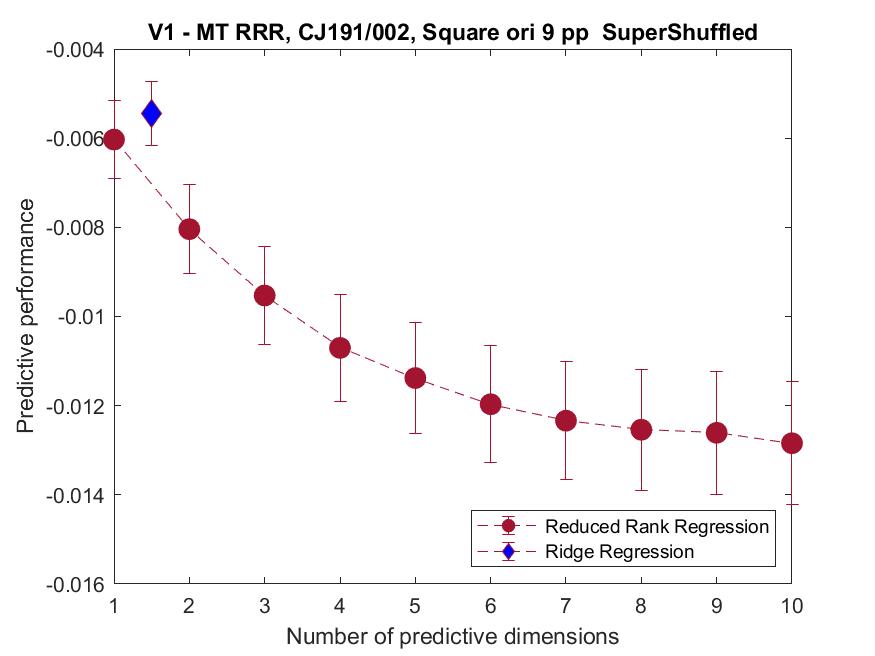 V1 - MT RRR, CJ191/002, Square ori 9 pp  SuperShuffled
-0.004
-0.006
-0.008
-0.01
-0.012
-0.014
-0.016
Predictive performance
Reduced Rank Regression
Ridge Regression
1 2 3 4 5 6 7 8 9 10
Number of predictive dimensions